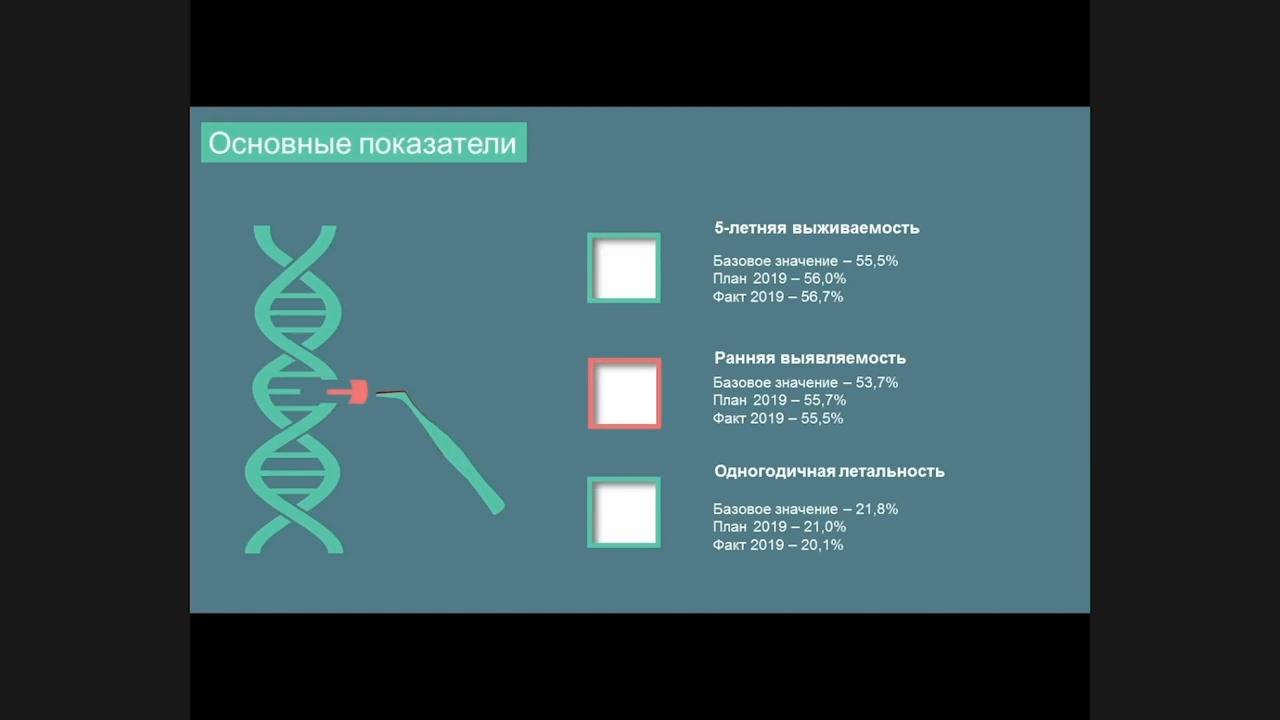 Основные показатели
5-летняя выживаемость
Базовое значение – 55,5%
План 2019 – 56,0%
Факт 2019 – 56,7%
Ранняя выявляемость
Базовое значение – 53,7%
План 2019 – 55,7%
Факт 2019 – 55,5%
Одногодичная летальность
Базовое значение – 21,8%
План 2019 – 21,0%
Факт 2019 – 20,1%